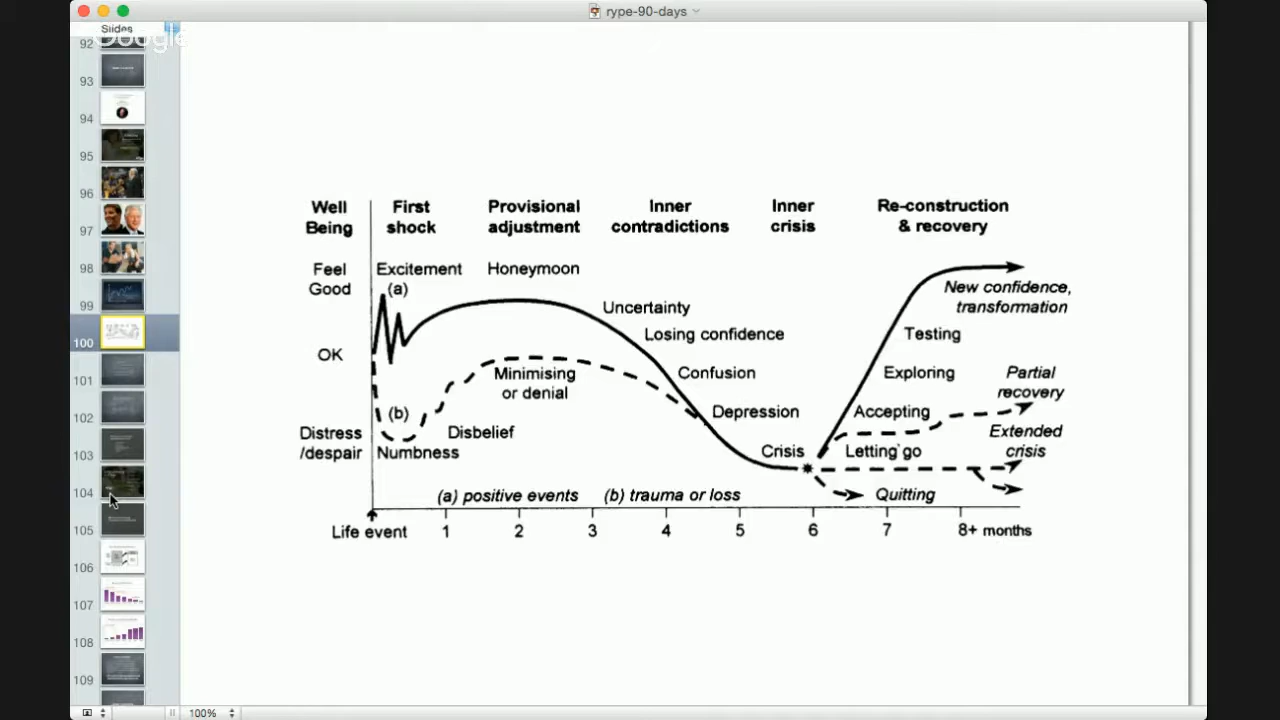 rype-90-days
Slides
Google
92
93
94
95
96
97
98
99
100
101
102
103
104
105
106
107
108
109
Well
Being
First
shock
Provisional
adjustment
Inner
contradictions
Inner
crisis
Re-construction
& recovery
Feel
Good
Excitement
(a)
Honeymoon
Uncertainty
Losing confidence
Confusion
Depression
Crisis
OK
Minimising
or denial
(b)
Disbelief
Numbness
Distress
/despair
New confidence,
transformation
Testing
Exploring
Accepting
Letting go
Partial
recovery
Extended
crisis
Quitting
(a) positive events (b) trauma or loss
Life event 1 2 3 4 5 6 7 8+ months
100%